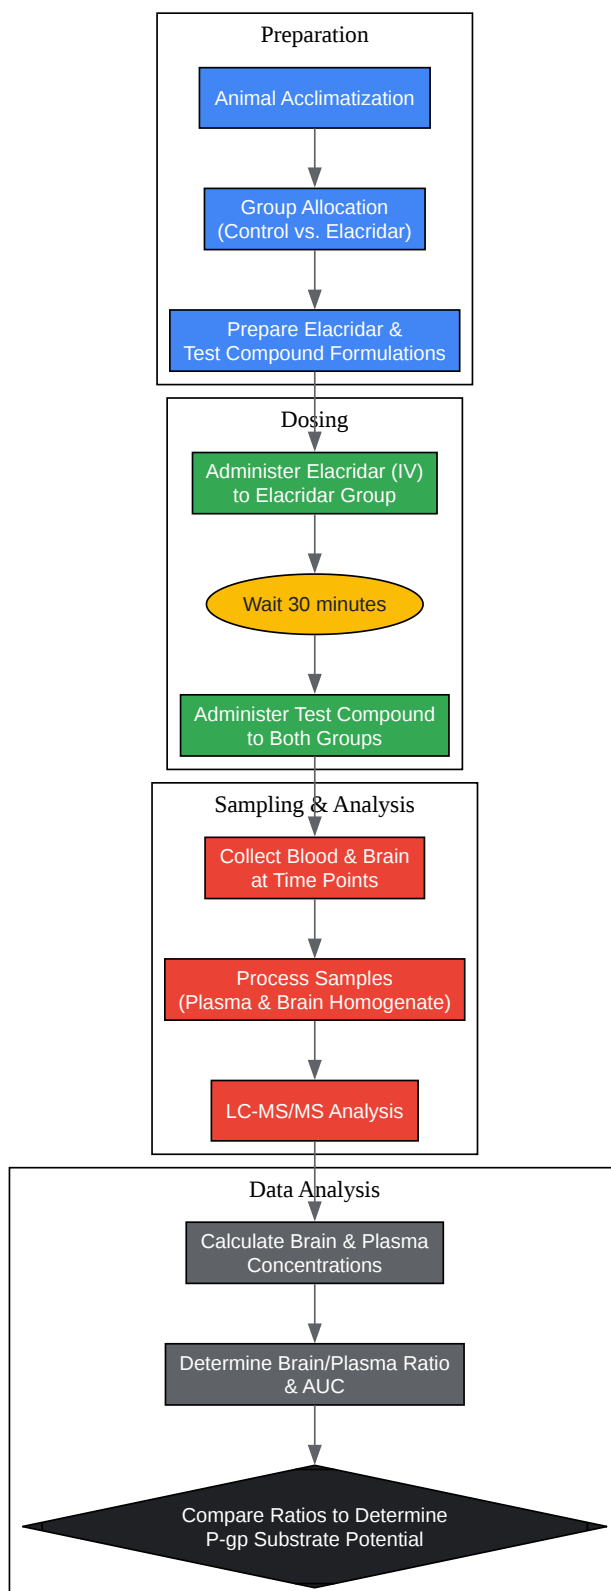 Preparation
Animal Acclimatization
Group Allocation
(Control vs. Elacridar)
Prepare Elacridar &
Test Compound Formulations
Dosing
Administer Elacridar (IV)
to Elacridar Group
Wait 30 minutes
Administer Test Compound
to Both Groups
Sampling & Analysis
Collect Blood & Brain
at Time Points
Process Samples
(Plasma & Brain Homogenate)
LC-MS/MS Analysis
Data Analysis
Calculate Brain & Plasma
Concentrations
Determine Brain/Plasma Ratio
& AUC
Compare Ratios to Determine
P-gp Substrate Potential